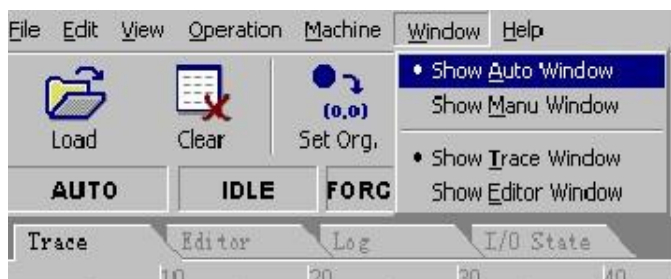 File Edit View Operation Machine Window Help
• Show Auto Window
Show Manu Window
• Show Trace Window
Show Editor Window
(0,0)
Load Clear Set Org.
AUTO IDLE FORC
Trace Editor Log I/O State
10 20 30 40